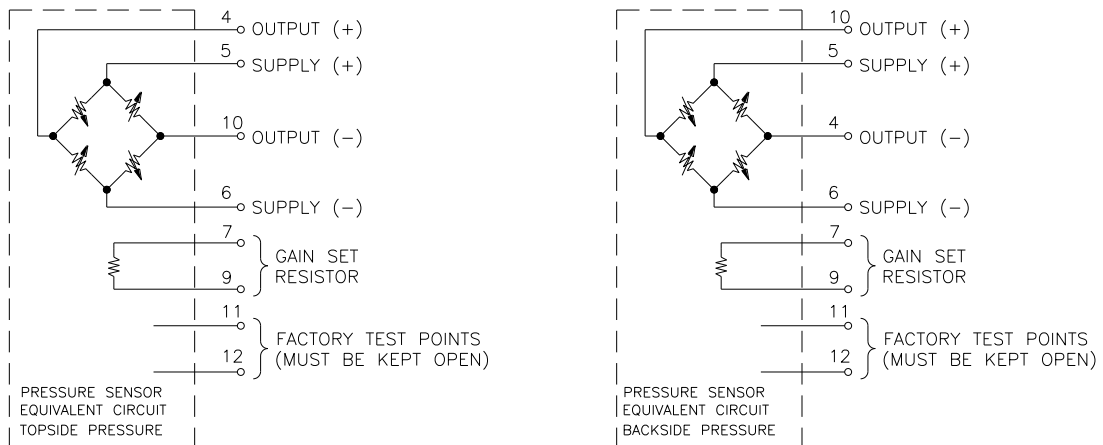 4
OUTPUT (+)
5
SUPPLY (+)
10
OUTPUT (−)
6
SUPPLY (−)
7
GAIN SET
RESISTOR
9
11
FACTORY TEST POINTS
(MUST BE KEPT OPEN)
12
PRESSURE SENSOR
EQUIVALENT CIRCUIT
TOPSIDE PRESSURE
10
OUTPUT (+)
5
SUPPLY (+)
4
OUTPUT (−)
6
SUPPLY (−)
7
GAIN SET
RESISTOR
9
11
FACTORY TEST POINTS
(MUST BE KEPT OPEN)
12
PRESSURE SENSOR
EQUIVALENT CIRCUIT
BACKSIDE PRESSURE